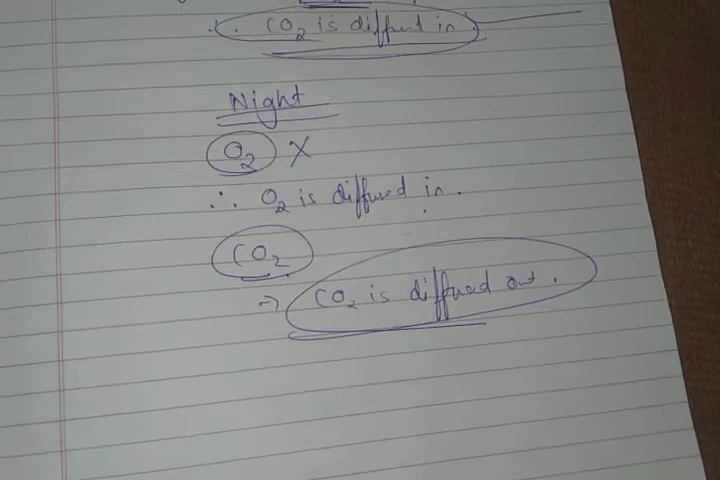 ∴ CO₂ is diffused in.
Night
O₂ X
∴ O₂ is diffused in.
CO₂
→ CO₂ is diffused out.